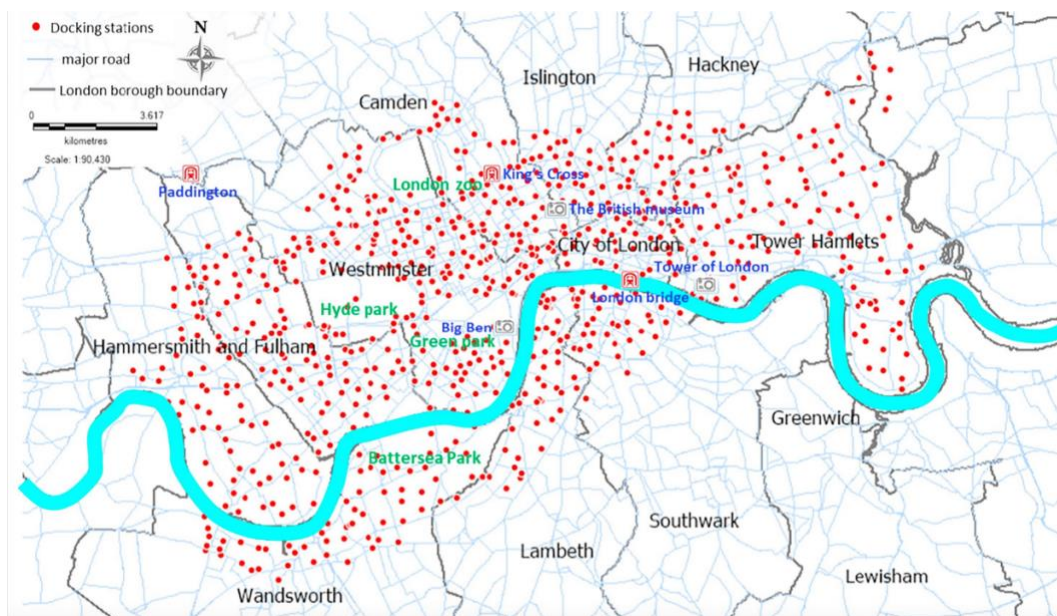 Docking stations
N
major road
London borough boundary
3.617
kilometres
Scale: 1:90,430
Hackney
Islington
Camden
Paddington
London zoo
King's Cross
The British museum
City of London
Tower Hamlets
Westminster
Tower of London
London bridge
Hyde park
Big Ben
Green park
Hammersmith and Fulham
Greenwich
Battersea Park
Southwark
Lambeth
Lewisham
Wandsworth